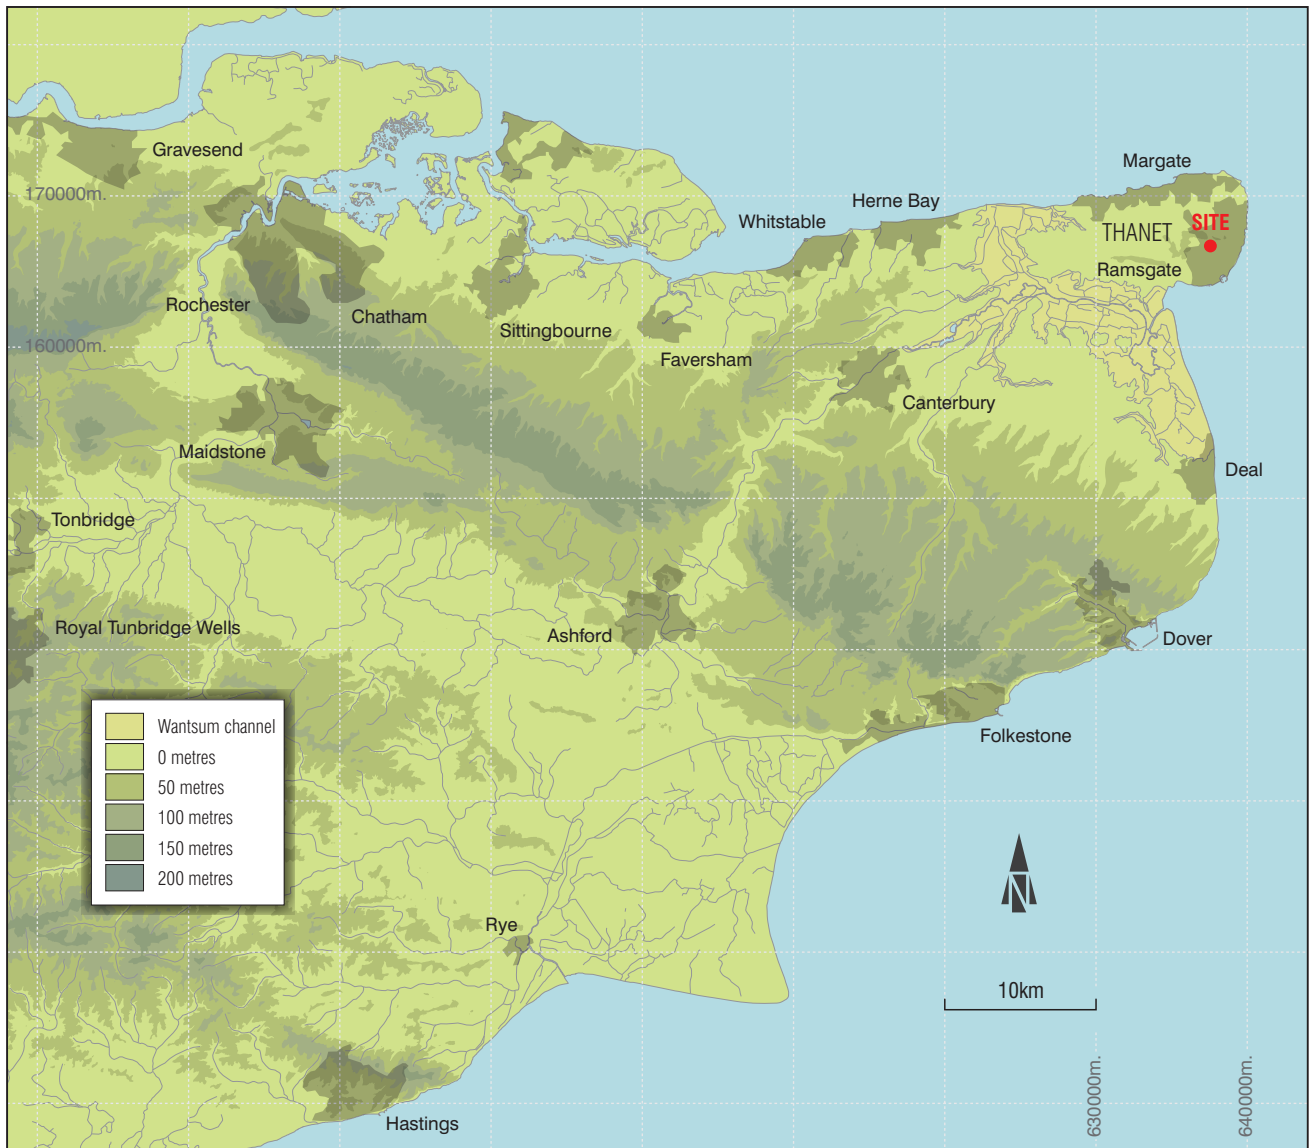 Gravesend
Margate
170000m.
Herne Bay
Whitstable
THANET
SITE
Ramsgate
Rochester
Chatham
Sittingbourne
160000m.
Faversham
Canterbury
Maidstone
Deal
Tonbridge
Royal Tunbridge Wells
Ashford
Dover
Folkestone
Wantsum channel
0 metres
50 metres
100 metres
150 metres
200 metres
N
Rye
10km
630000m.
640000m.
Hastings